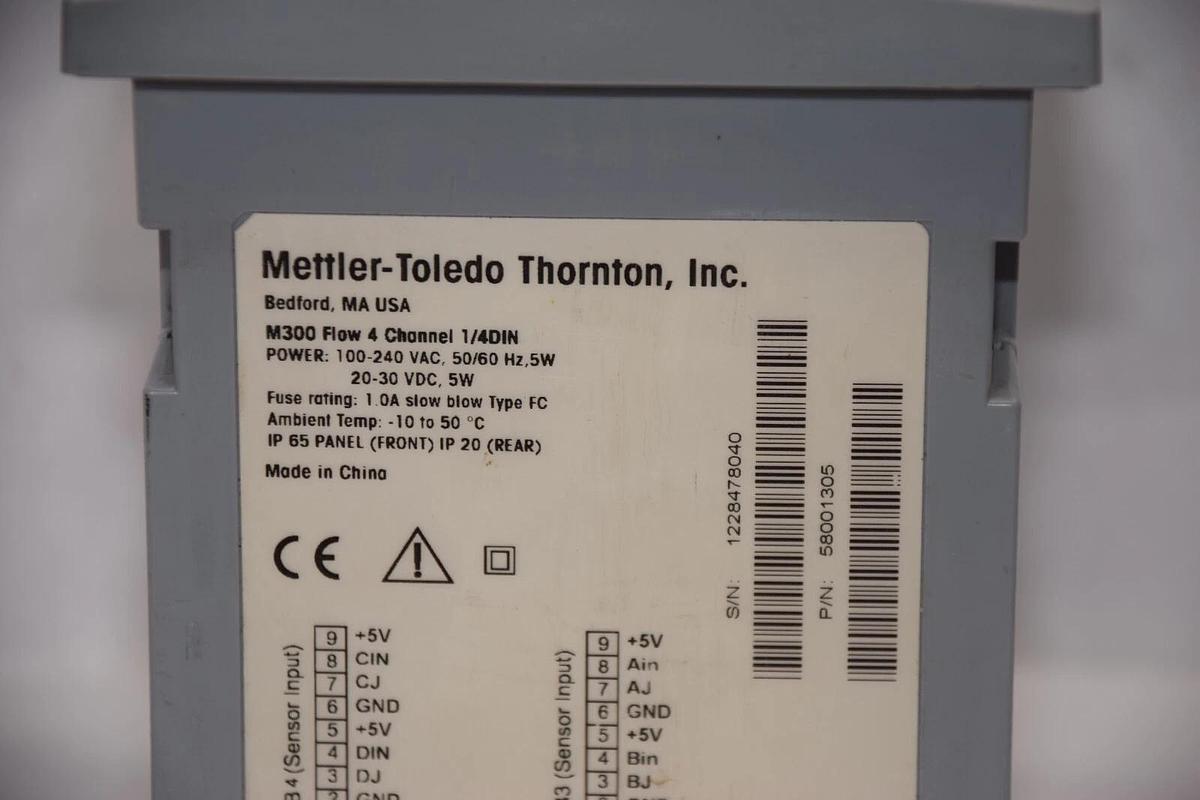 Mettler-Toledo Thornton, Inc.
Bedford, MA USA
M300 Flow 4 Channel 1/4DIN
POWER: 100-240 VAC, 50/60 Hz,5W
20-30 VDC, 5W
Fuse rating: 1.0A slow blow Type FC
Ambient Temp: -10 to 50 °C
IP 65 PANEL (FRONT) IP 20 (REAR)
Made in China
CE
S/N: 1228478040
P/N: 58001305
(Sensor Input)
9 +5V
8 CIN
7 CJ
6 GND
5 +5V
4 DIN
3 DJ
2 GND
(Sensor Input)
9 +5V
8 Ain
7 AJ
6 GND
5 +5V
4 Bin
3 BJ